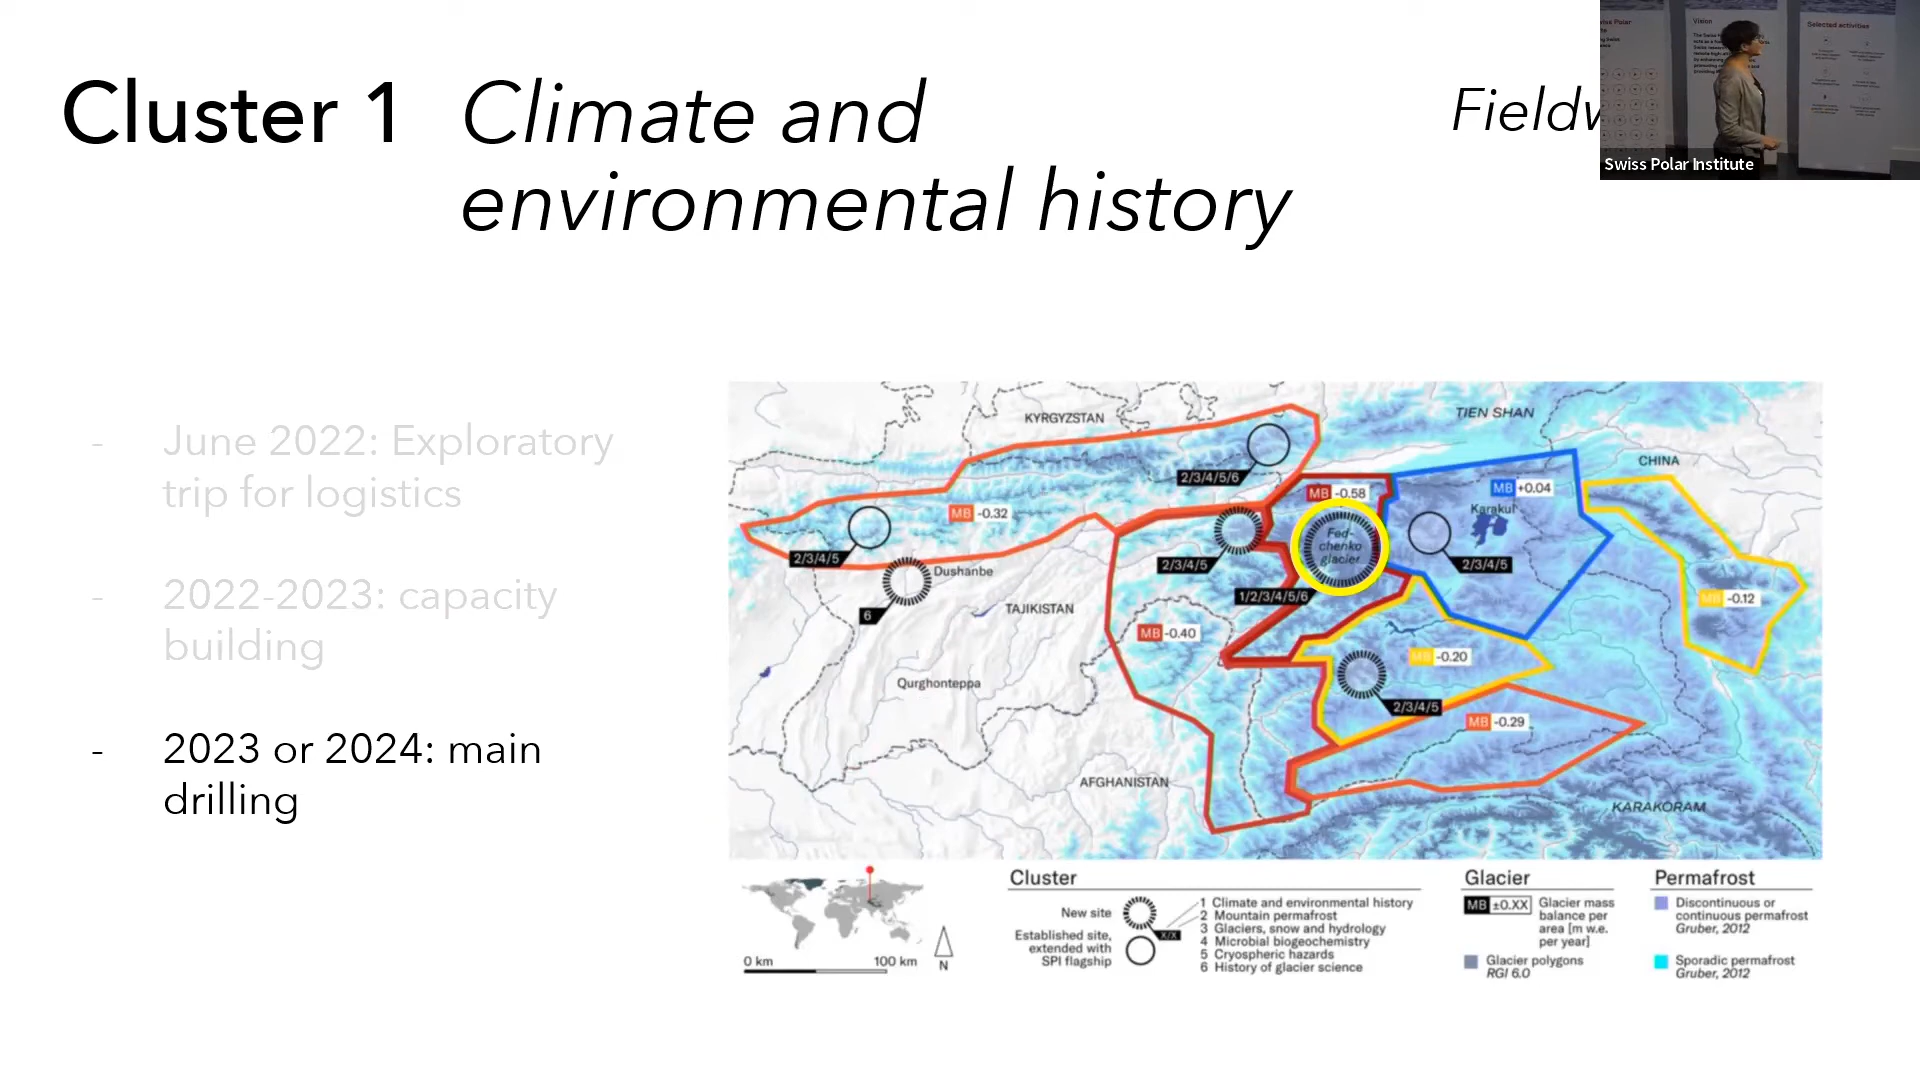 Cluster 1
Climate and
environmental history
Fieldw
Vision
Selected activities
Swiss Polar Institute
- June 2022: Exploratory
trip for logistics
- 2022-2023: capacity
building
- 2023 or 2024: main
drilling
KYRGYZSTAN
TIEN SHAN
CHINA
2/3/4/5/6
MB -0.58
MB +0.04
Karakul
MB -0.32
2/3/4/5
Fed-
chenko
glacier
2/3/4/5
2/3/4/5
Dushanbe
6
TAJIKISTAN
1/2/3/4/5/6
MB -0.12
MB -0.40
MB -0.20
Qurghonteppa
2/3/4/5
MB -0.29
AFGHANISTAN
KARAKORAM
0 km
100 km
N
Cluster
New site
Established site,
extended with
SPI flagship
X/X
1 Climate and environmental history
2 Mountain permafrost
3 Glaciers, snow and hydrology
4 Microbial biogeochemistry
5 Cryospheric hazards
6 History of glacier science
Glacier
MB ±0.XX
Glacier mass
balance per
area [m w.e.
per year]
Glacier polygons
RGI 6.0
Permafrost
Discontinuous or
continuous permafrost
Gruber, 2012
Sporadic permafrost
Gruber, 2012